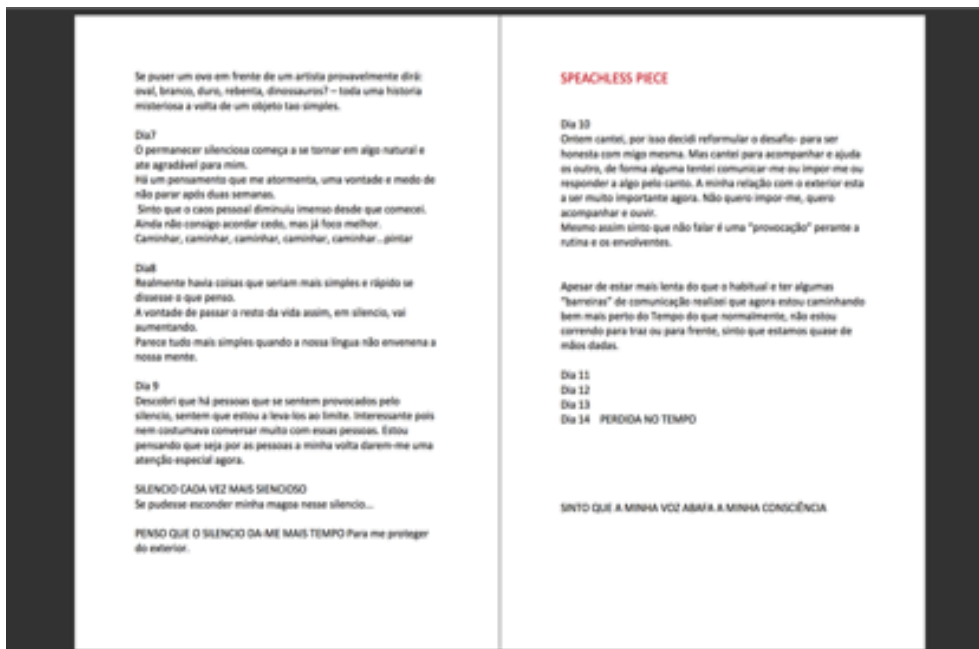 Se puser um ovo em frente de um artista provavelmente dirá:
oval, branco, duro, rebenta, dinossauros? – toda uma historia
misteriosa a volta de um objeto tao simples.
Dia7
O permanecer silenciosa começa a se tornar em algo natural e
ate agradável para mim.
Há um pensamento que me atormenta, uma vontade e medo de
não parar após duas semanas.
Sinto que o caos pessoal diminuiu imenso desde que comecei.
Ainda não consigo acordar cedo, mas já foco melhor.
Caminhar, caminhar, caminhar, caminhar, caminhar...pintar
Dia8
Realmente havia coisas que seriam mais simples e rápido se
dissesse o que penso.
A vontade de passar o resto da vida assim, em silencio, vai
aumentando.
Parece tudo mais simples quando a nossa língua não envenena a
nossa mente.
Dia 9
Descobri que há pessoas que se sentem provocados pelo
silencio, sentem que estou a leva-los ao limite. Interessante pois
nem costumava conversar muito com essas pessoas. Estou
pensando que seja por as pessoas a minha volta darem-me uma
atenção especial agora.
SILENCIO CADA VEZ MAIS SIENCIOSO
Se pudesse esconder minha magoa nesse silencio...
PENSO QUE O SILENCIO DA-ME MAIS TEMPO Para me proteger
do exterior.
SPEACHLESS PIECE
Dia 10
Ontem cantei, por isso decidi reformular o desafio- para ser
honesta com migo mesma. Mas cantei para acompanhar e ajuda
os outro, de forma alguma tentei comunicar-me ou impor-me ou
responder a algo pelo canto. A minha relação com o exterior esta
a ser muito importante agora. Não quero impor-me, quero
acompanhar e ouvir.
Mesmo assim sinto que não falar é uma "provocação" perante a
rutina e os envolventes.
Apesar de estar mais lenta do que o habitual e ter algumas
"barreiras" de comunicação realizei que agora estou caminhando
bem mais perto do Tempo do que normalmente, não estou
correndo para traz ou para frente, sinto que estamos quase de
mãos dadas.
Dia 11
Dia 12
Dia 13
Dia 14 PERDIDA NO TEMPO
SINTO QUE A MINHA VOZ ABAFA A MINHA CONSCIÊNCIA